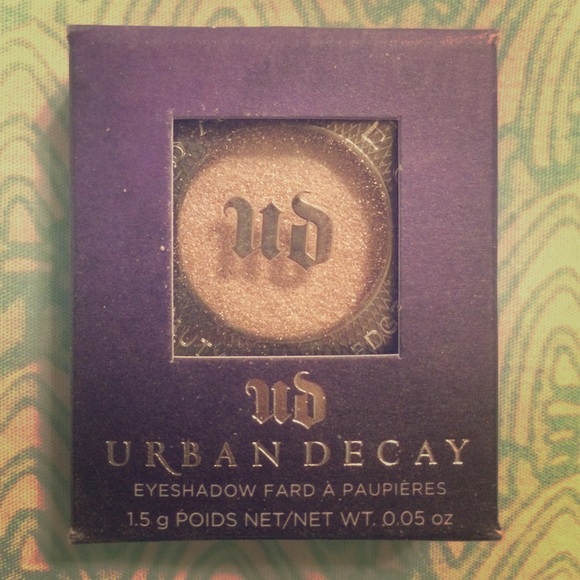 ud
ud
URBAN DECAY
EYESHADOW FARD À PAUPIÈRES
1.5 g POIDS NET/NET WT. 0.05 oz